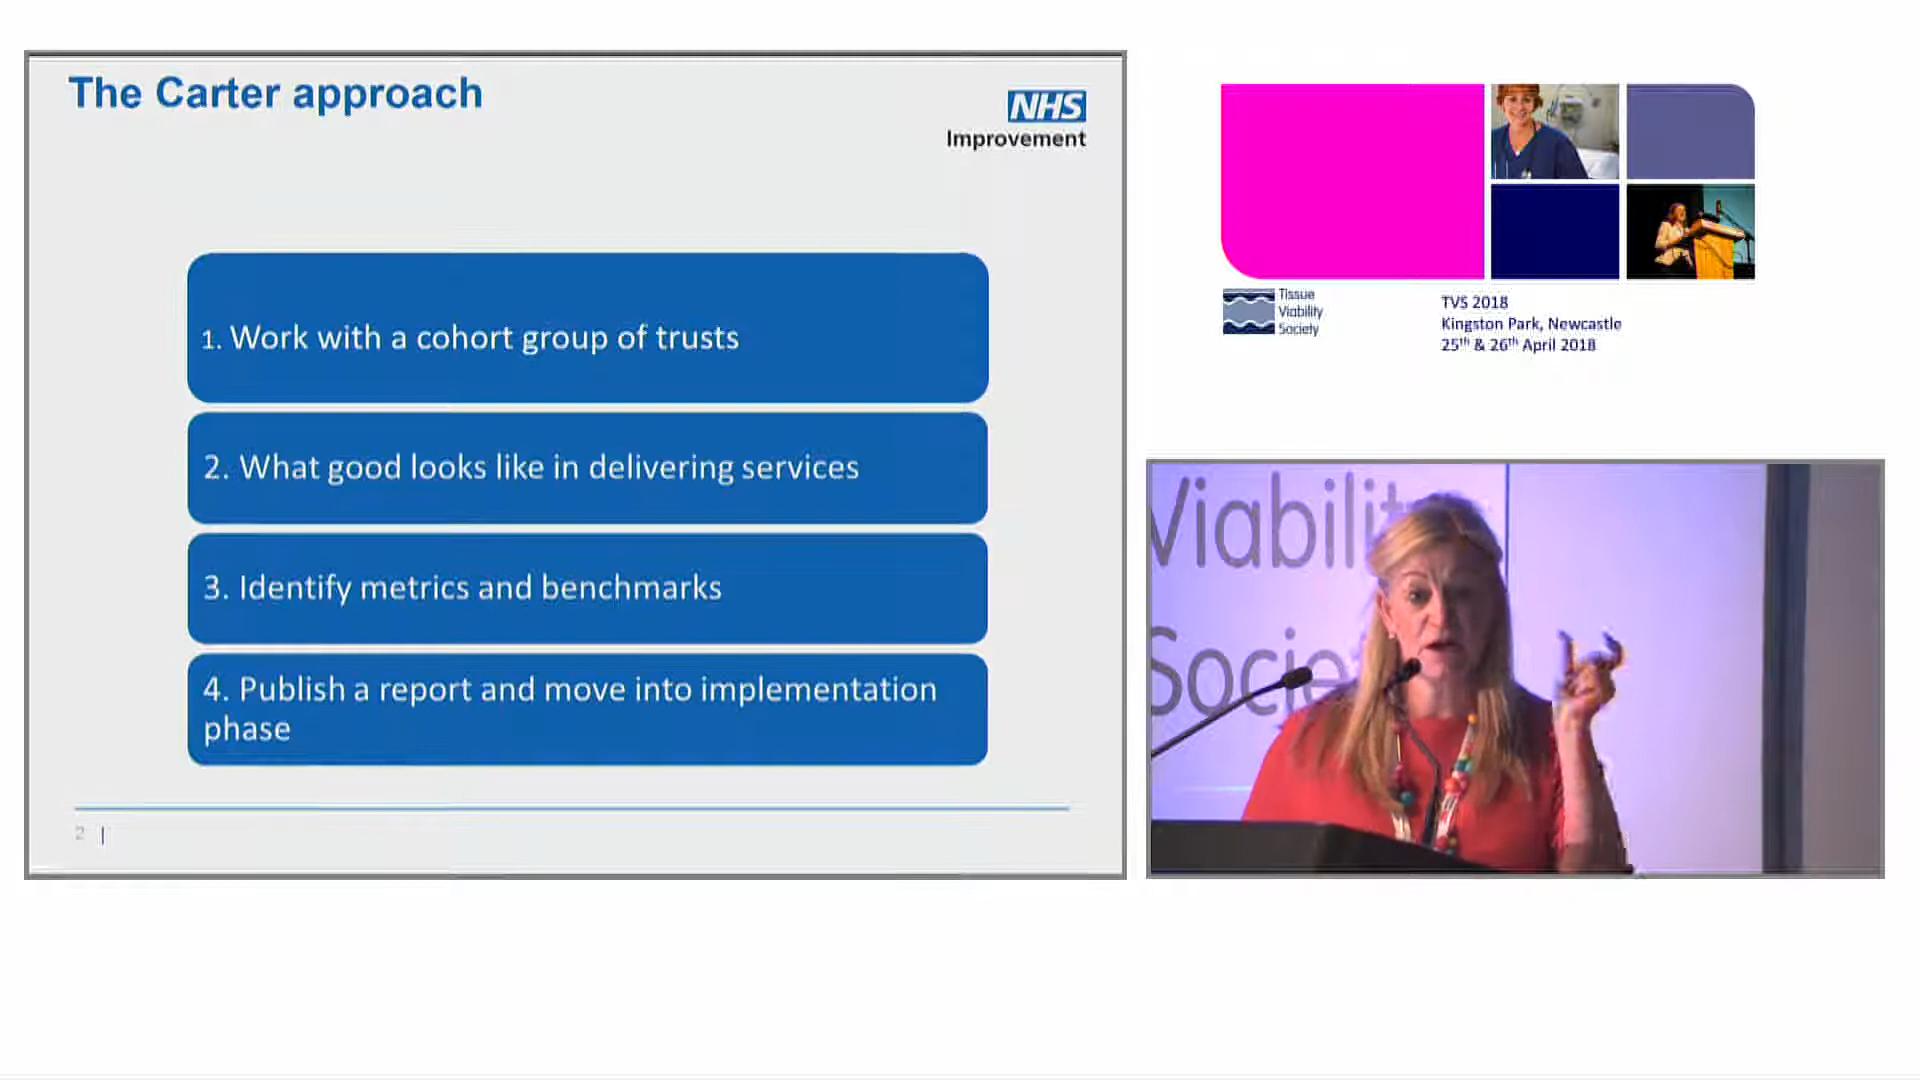 The Carter approach
NHS
Improvement
1. Work with a cohort group of trusts
2. What good looks like in delivering services
3. Identify metrics and benchmarks
4. Publish a report and move into implementation
phase
2 |
Tissue
Viability
Society
TVS 2018
Kingston Park, Newcastle
25th & 26th April 2018
Viability
Socie